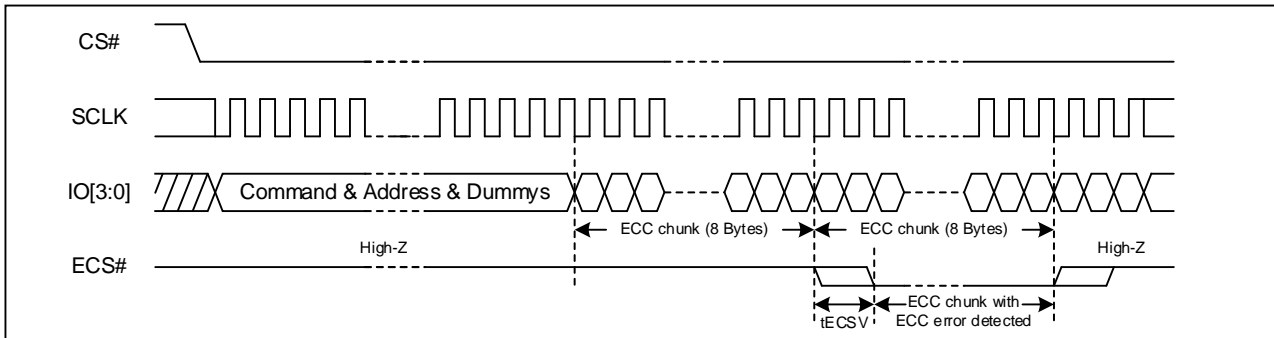 CS#
SCLK
IO[3:0] Command & Address & Dummys
ECC chunk (8 Bytes) ECC chunk (8 Bytes)
High-Z High-Z
ECS#
tECSV ECC chunk with
ECC error detected